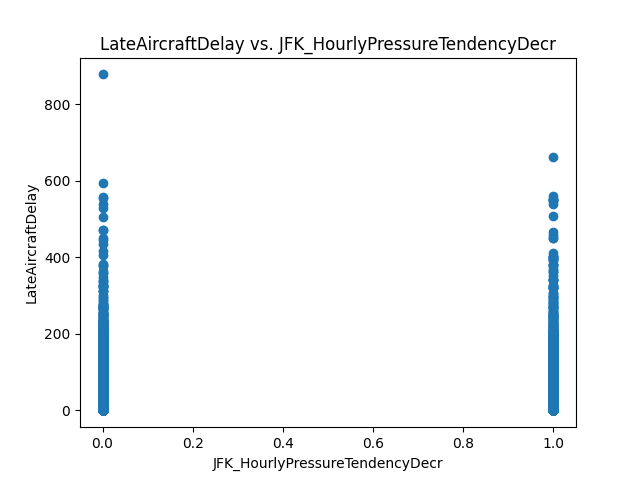 LateAircraftDelay vs. JFK_HourlyPressureTendencyDecr
800
600
400
200
0
LateAircraftDelay
0.0 0.2 0.4 0.6 0.8 1.0
JFK_HourlyPressureTendencyDecr